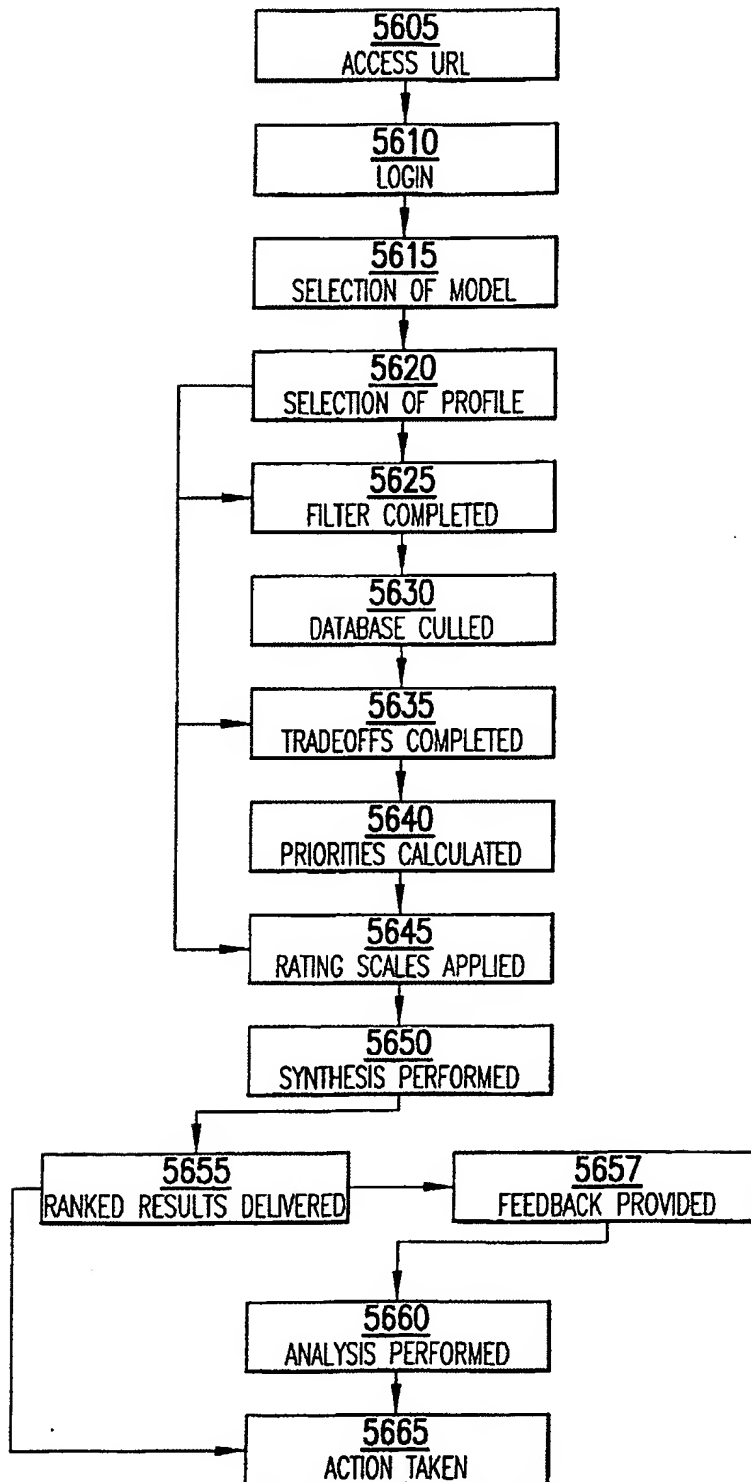 5605
ACCESS URL
5610
LOGIN
5615
SELECTION OF MODEL
5620
SELECTION OF PROFILE
5625
FILTER COMPLETED
5630
DATABASE CULLED
5635
TRADEOFFS COMPLETED
5640
PRIORITIES CALCULATED
5645
RATING SCALES APPLIED
5650
SYNTHESIS PERFORMED
5655
RANKED RESULTS DELIVERED
5657
FEEDBACK PROVIDED
5660
ANALYSIS PERFORMED
5665
ACTION TAKEN